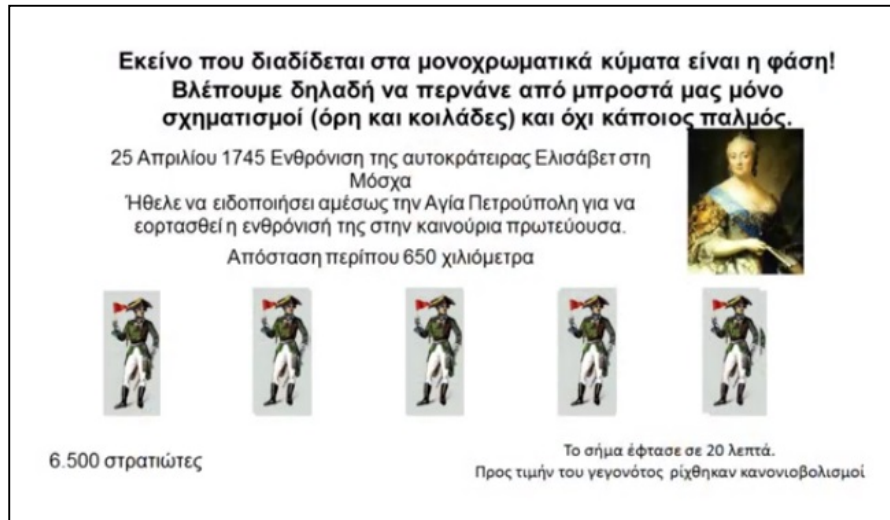 Εκείνο που διαδίδεται στα μονοχρωματικά κύματα είναι η φάση!
Βλέπουμε δηλαδή να περνάνε από μπροστά μας μόνο
σχηματισμοί (όρη και κοιλάδες) και όχι κάποιος παλμός.
25 Απριλίου 1745 Ενθρόνιση της αυτοκράτειρας Ελισάβετ στη
Μόσχα
Ήθελε να ειδοποιήσει αμέσως την Αγία Πετρούπολη για να
εορτασθεί η ενθρόνισή της στην καινούρια πρωτεύουσα.
Απόσταση περίπου 650 χιλιόμετρα
6.500 στρατιώτες
Το σήμα έφτασε σε 20 λεπτά.
Προς τιμήν του γεγονότος ρίχθηκαν κανονιοβολισμοί